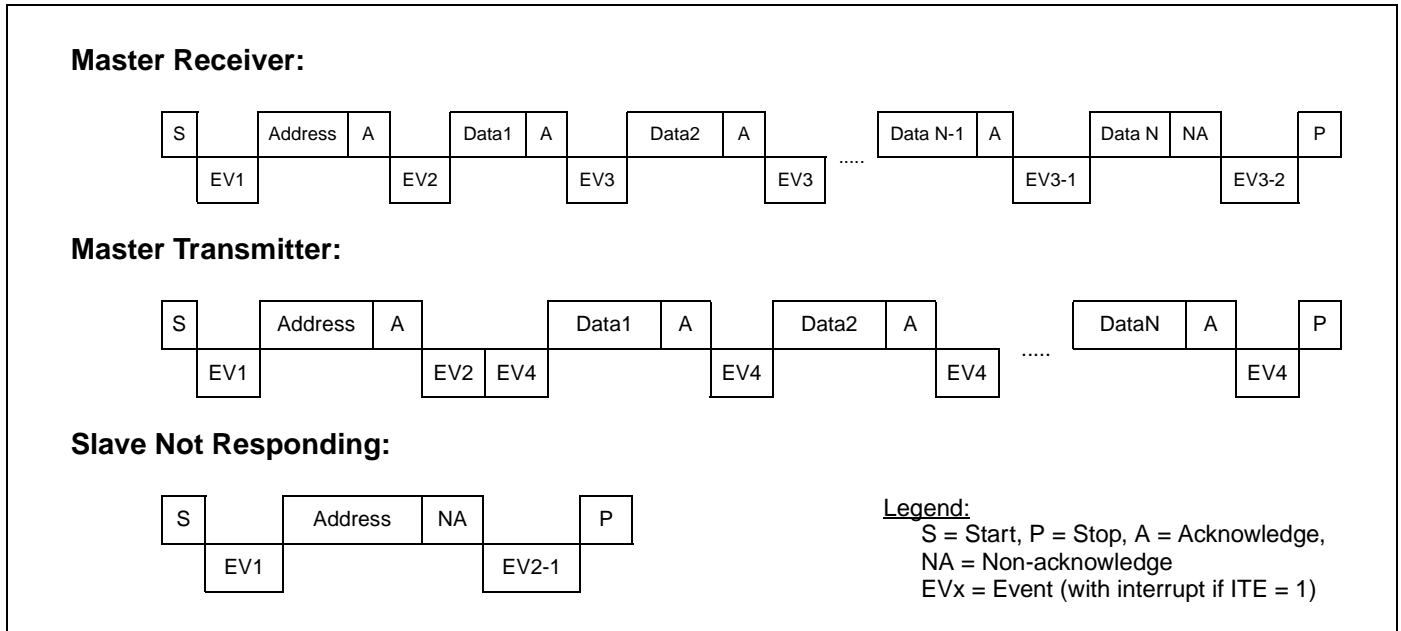 Master Receiver:
S Address A Data1 A Data2 A ..... Data N-1 A Data N NA P
EV1 EV2 EV3 EV3 EV3-1 EV3-2
Master Transmitter:
S Address A Data1 A Data2 A ..... DataN A P
EV1 EV2 EV4 EV4 EV4 EV4
Slave Not Responding:
S Address NA P
EV1 EV2-1
Legend:
S = Start, P = Stop, A = Acknowledge,
NA = Non-acknowledge
EVx = Event (with interrupt if ITE = 1)